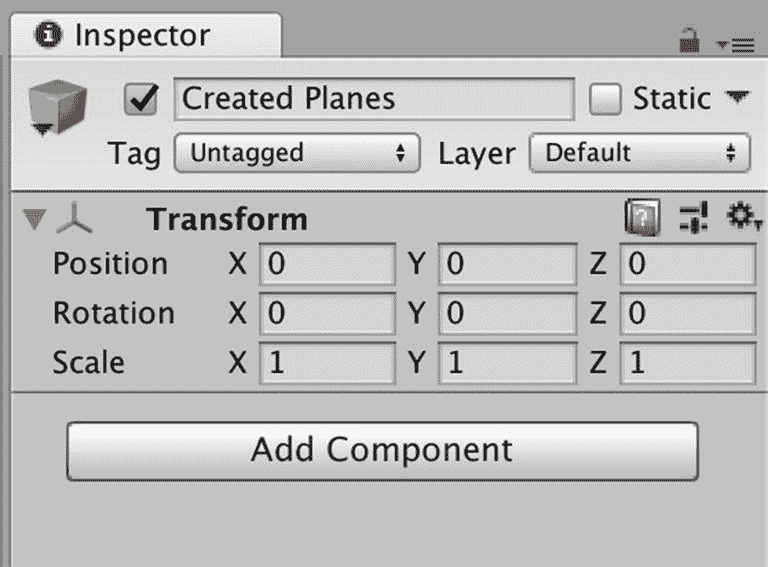 Inspector
Created Planes Static
Tag Untagged Layer Default
Transform
Position X 0 Y 0 Z 0
Rotation X 0 Y 0 Z 0
Scale X 1 Y 1 Z 1
Add Component